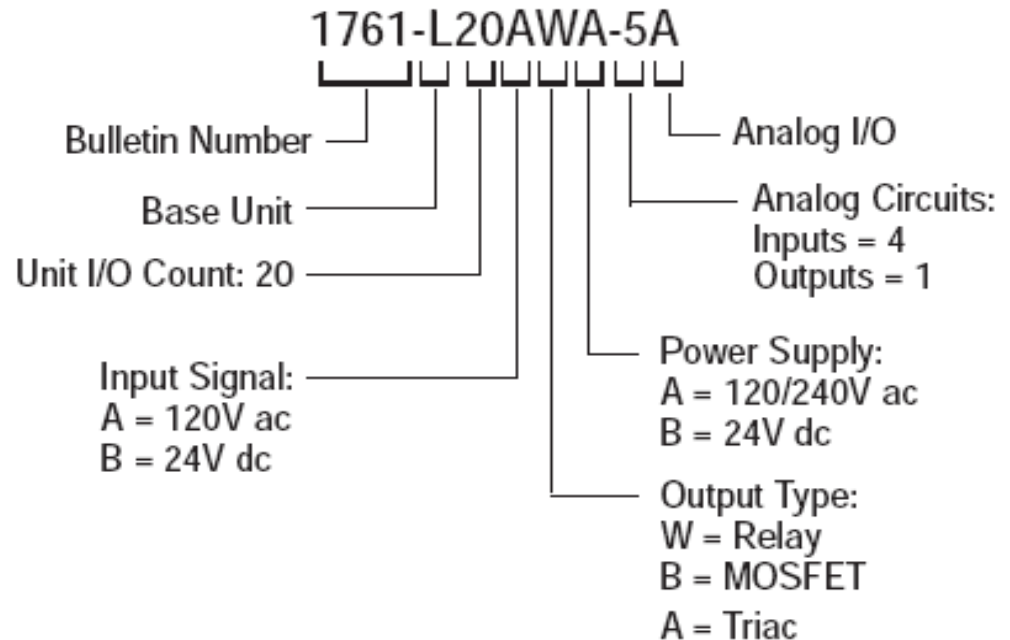 1761-L20AWA-5A
Bulletin Number
Base Unit
Unit I/O Count: 20
Input Signal:
A = 120V ac
B = 24V dc
Analog I/O
Analog Circuits:
Inputs = 4
Outputs = 1
Power Supply:
A = 120/240V ac
B = 24V dc
Output Type:
W = Relay
B = MOSFET
A = Triac